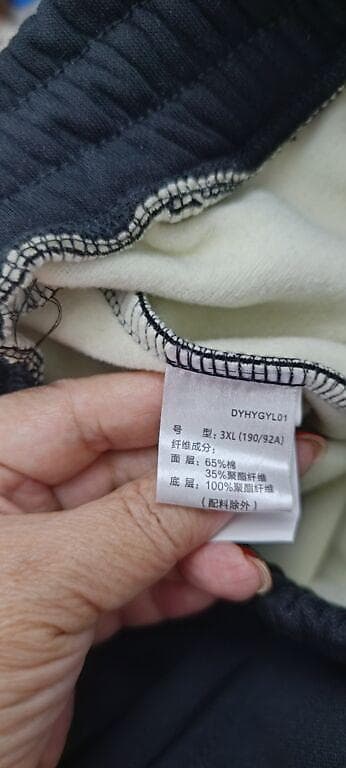 DYHYGYL01
号 型: 3XL (190/92A)
纤维成分:
面 层: 65%棉
35%聚酯纤维
底 层: 100%聚酯纤维
(配料除外)